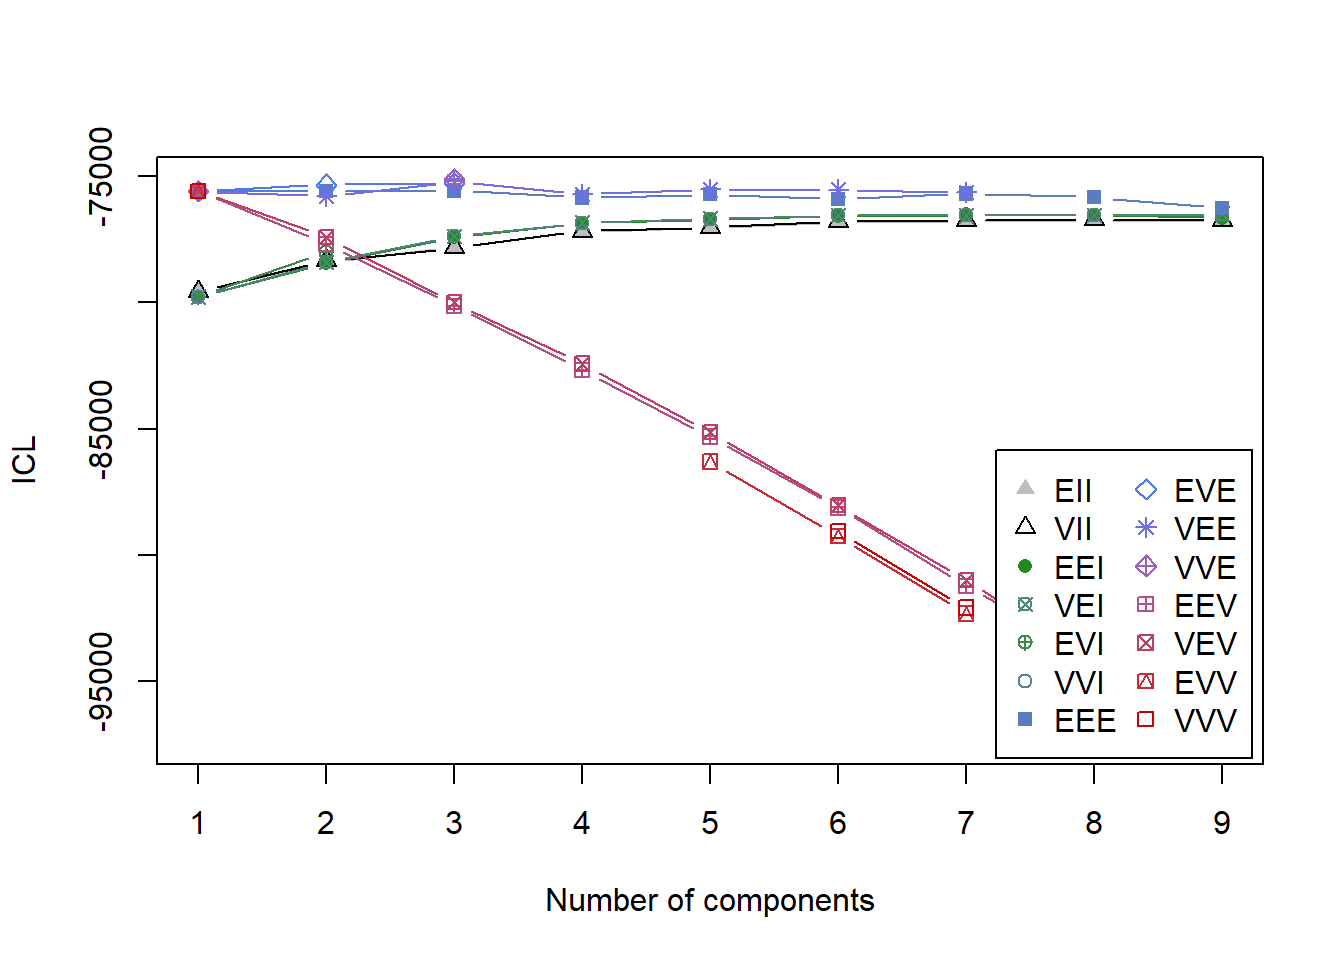 -75000
-85000
-95000
ICL
EII EVE
VII VEE
EEI VVE
VEI EEV
EVI VEV
VVI EVV
EEE VVV
1 2 3 4 5 6 7 8 9
Number of components